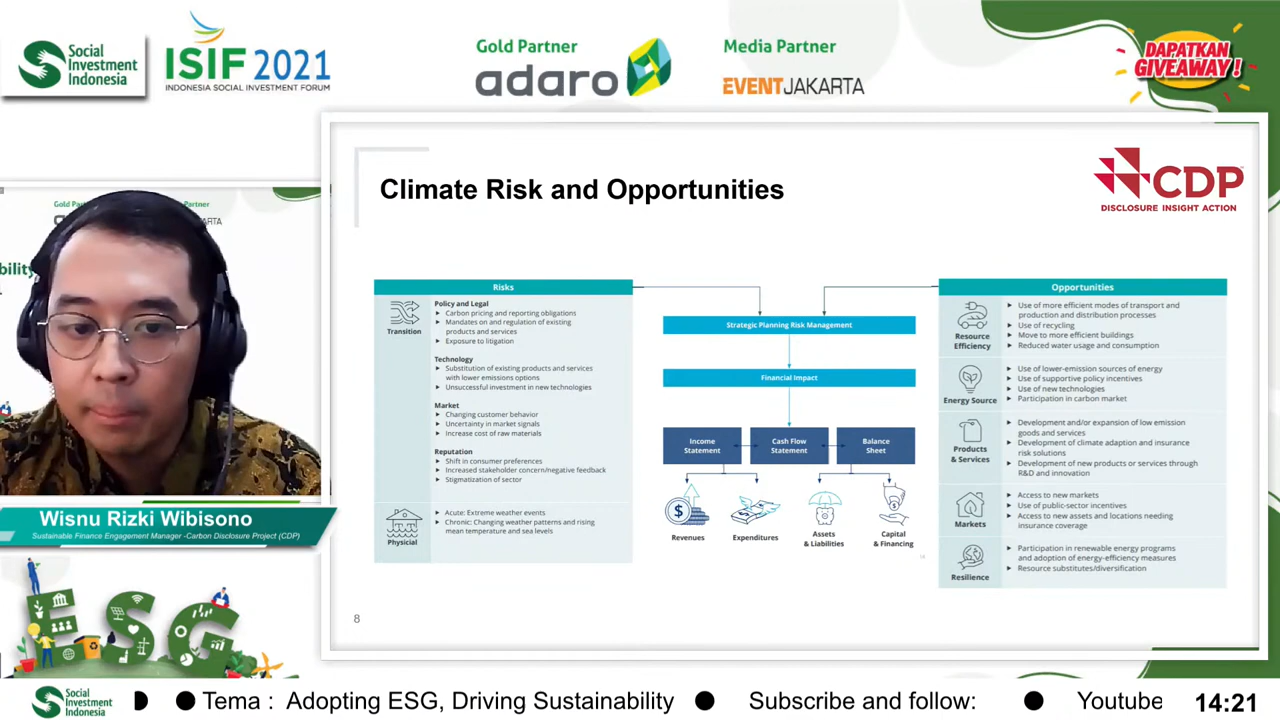 Social
Investment
Indonesia
ISIF 2021
INDONESIA SOCIAL INVESTMENT FORUM
Gold Partner
adaro
Media Partner
EVENTJAKARTA
DAPATKAN
GIVEAWAY !
Climate Risk and Opportunities
CDP
DISCLOSURE INSIGHT ACTION
Risks
Transition
Policy and Legal
Carbon pricing and reporting obligations
Mandates on and regulation of existing
products and services
Exposure to litigation
Technology
Substitution of existing products and services
with lower emissions options
Unsuccessful investment in new technologies
Market
Changing customer behavior
Uncertainty in market signals
Increase cost of raw materials
Reputation
Shift in consumer preferences
Increased stakeholder concern/negative feedback
Stigmatization of sector
Physicial
Acute: Extreme weather events
Chronic: Changing weather patterns and rising
mean temperature and sea levels
Strategic Planning Risk Management
Financial Impact
Income
Statement
Cash Flow
Statement
Balance
Sheet
Revenues
Expenditures
Assets
& Liabilities
Capital
& Financing
Opportunities
Resource
Efficiency
Use of more efficient modes of transport and
production and distribution processes
Use of recycling
Move to more efficient buildings
Reduced water usage and consumption
Energy Source
Use of lower-emission sources of energy
Use of supportive policy incentives
Use of new technologies
Participation in carbon market
Products
& Services
Development and/or expansion of low emission
goods and services
Development of climate adaption and insurance
risk solutions
Development of new products or services through
R&D and innovation
Markets
Access to new markets
Use of public-sector incentives
Access to new assets and locations needing
insurance coverage
Resilience
Participation in renewable energy programs
and adoption of energy-efficiency measures
Resource substitutes/diversification
8
Gold Pa
Partner
KARTA
bility
Wisnu Rizki Wibisono
Sustainable Finance Engagement Manager -Carbon Disclosure Project (CDP)
ESG
Social
Investment
Indonesia
Tema : Adopting ESG, Driving Sustainability
Subscribe and follow:
Youtube
14:21